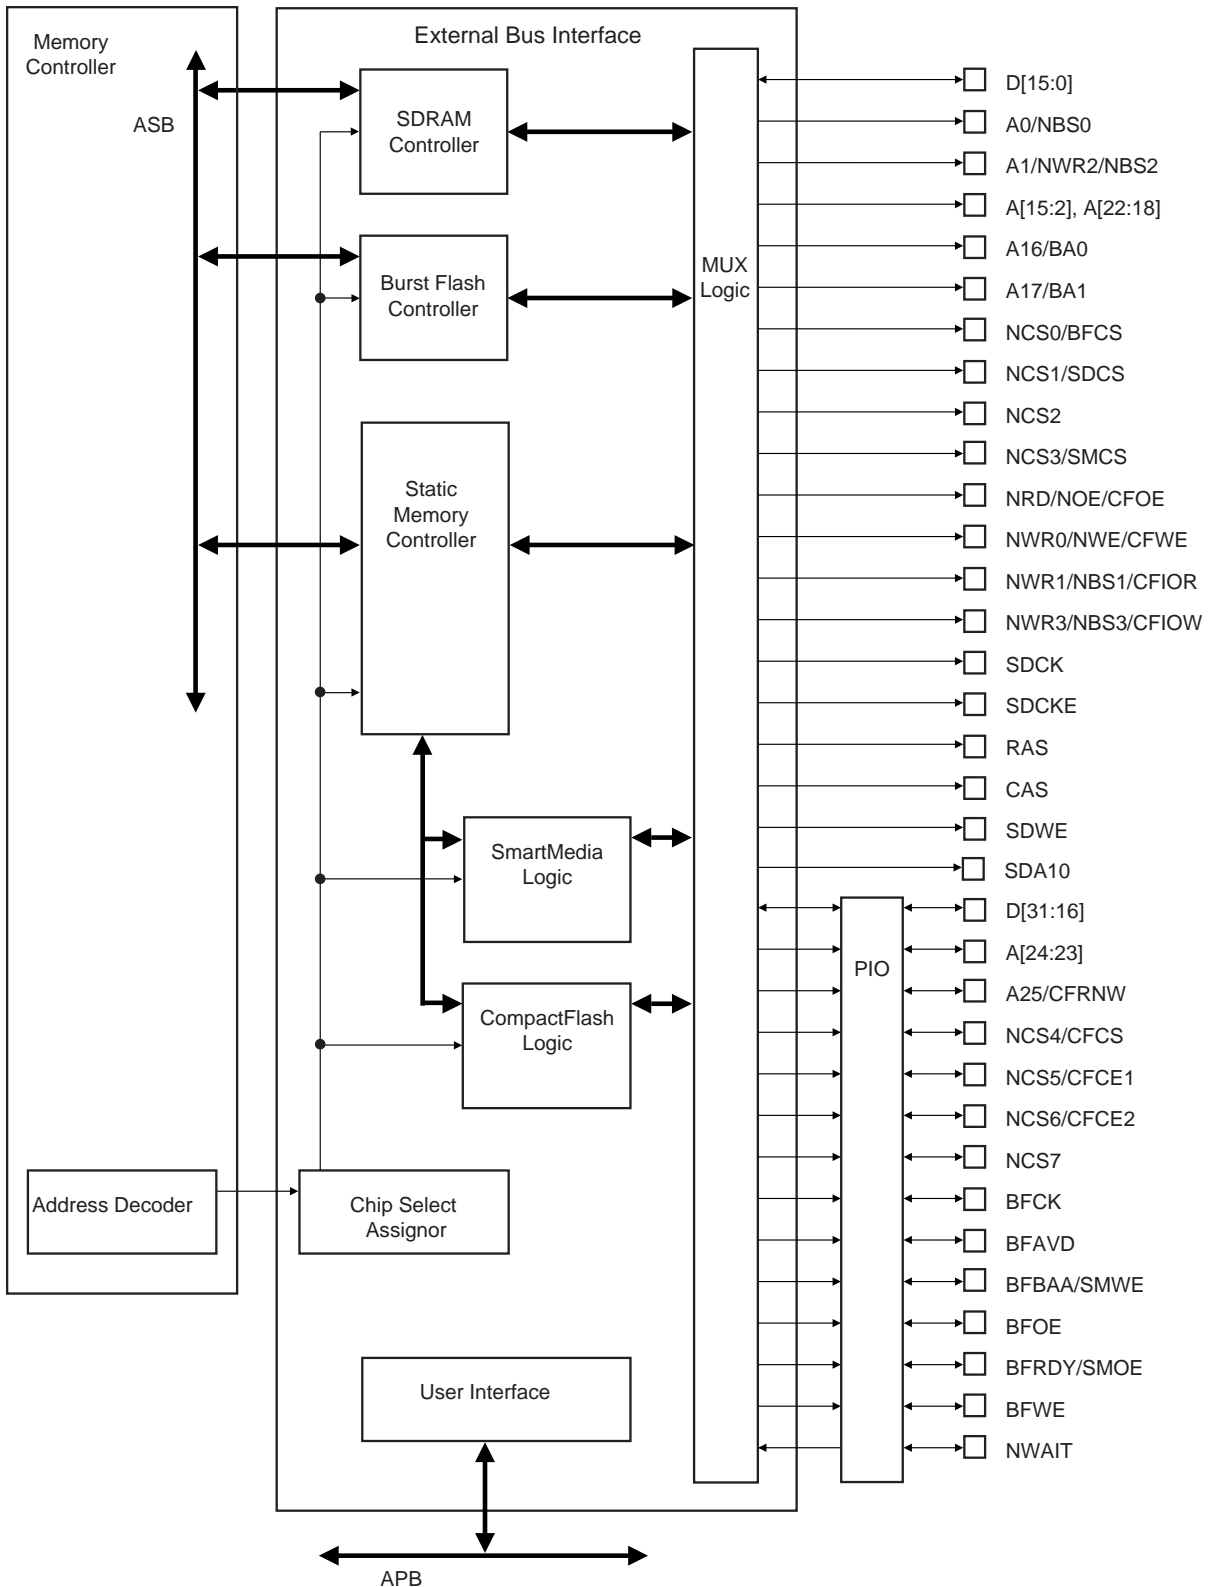 Memory
Controller
External Bus Interface
ASB
SDRAM
Controller
Burst Flash
Controller
MUX
Logic
Static
Memory
Controller
SmartMedia
Logic
CompactFlash
Logic
Address Decoder
Chip Select
Assignor
User Interface
APB
PIO
D[15:0]
A0/NBS0
A1/NWR2/NBS2
A[15:2], A[22:18]
A16/BA0
A17/BA1
NCS0/BFCS
NCS1/SDCS
NCS2
NCS3/SMCS
NRD/NOE/CFOE
NWR0/NWE/CFWE
NWR1/NBS1/CFIOR
NWR3/NBS3/CFIOW
SDCK
SDCKE
RAS
CAS
SDWE
SDA10
D[31:16]
A[24:23]
A25/CFRNW
NCS4/CFCS
NCS5/CFCE1
NCS6/CFCE2
NCS7
BFCK
BFAVD
BFBAA/SMWE
BFOE
BFRDY/SMOE
BFWE
NWAIT